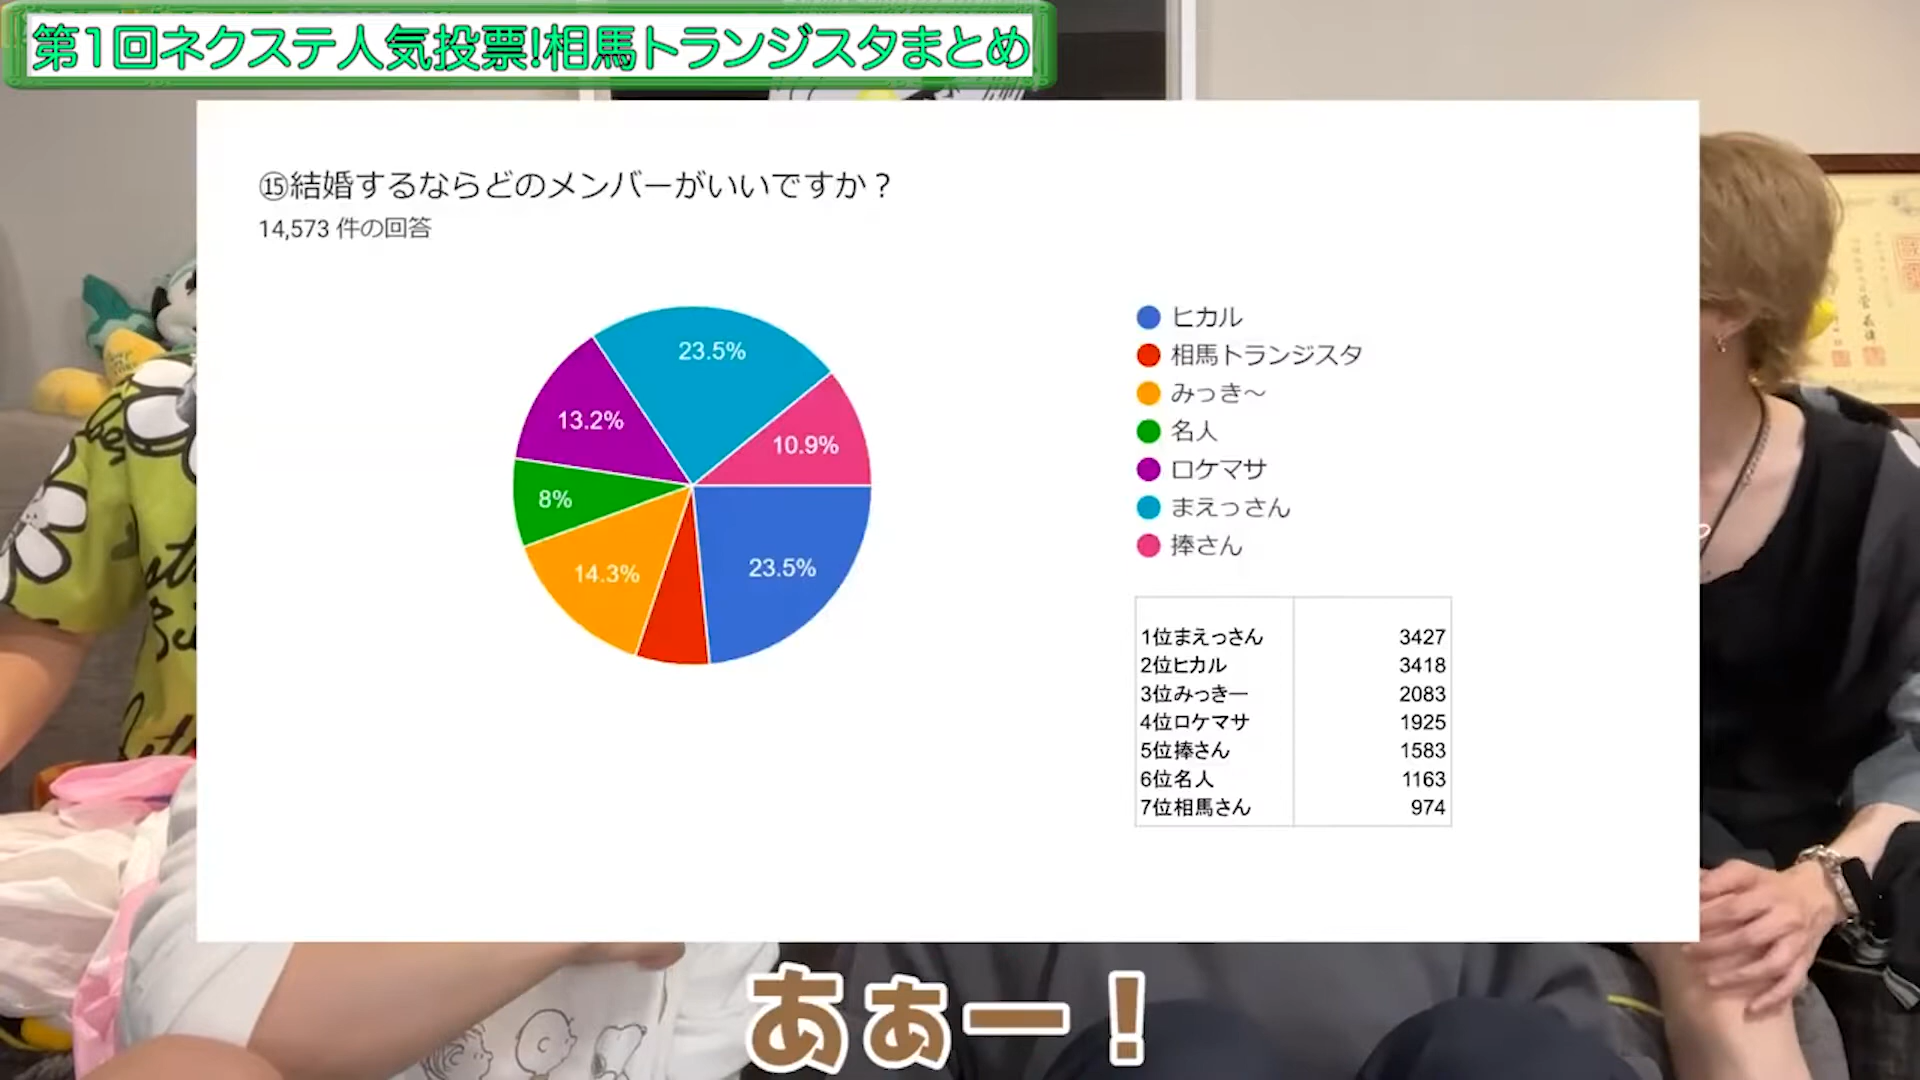 第1回ネクステ人気投票!相馬トランジスタまとめ
⑮結婚するならどのメンバーがいいですか？
14,573 件の回答
23.5%
13.2%
10.9%
8%
14.3%
23.5%
ヒカル
相馬トランジスタ
みっき〜
名人
ロケマサ
まえっさん
捧さん
1位まえっさん 3427
2位ヒカル 3418
3位みっきー 2083
4位ロケマサ 1925
5位捧さん 1583
6位名人 1163
7位相馬さん 974
あぁー！